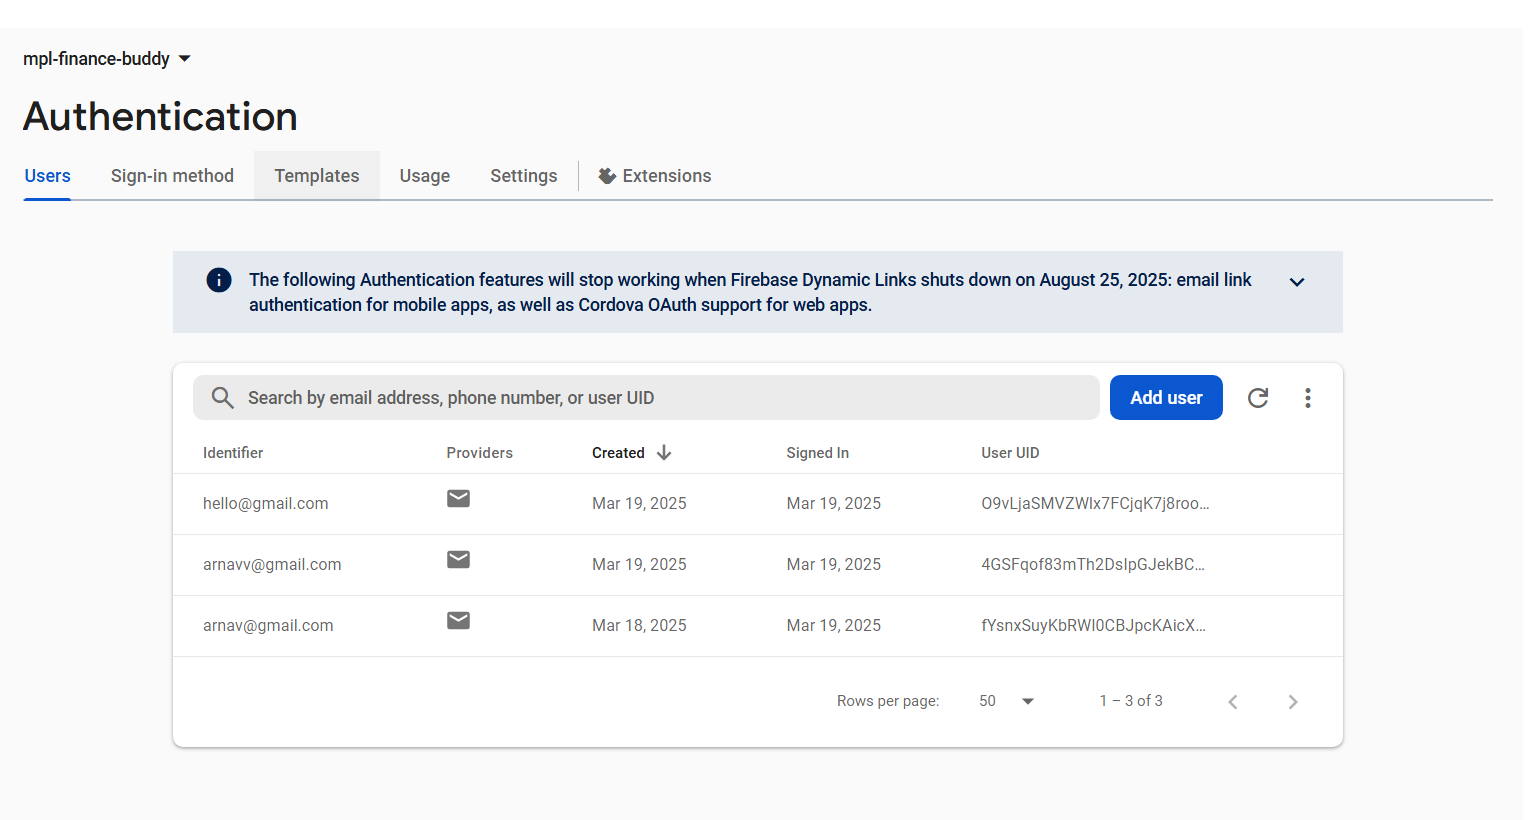 mpl-finance-buddy
Authentication
Users Sign-in method Templates Usage Settings Extensions
The following Authentication features will stop working when Firebase Dynamic Links shuts down on August 25, 2025: email link
authentication for mobile apps, as well as Cordova OAuth support for web apps.
Search by email address, phone number, or user UID Add user
Identifier Providers Created Signed In User UID
hello@gmail.com Mar 19, 2025 Mar 19, 2025 O9vLjaSMVZWlx7FCjqK7j8roo...
arnavv@gmail.com Mar 19, 2025 Mar 19, 2025 4GSFqof83mTh2DsIpGJekBC...
arnav@gmail.com Mar 18, 2025 Mar 19, 2025 fYsnxSuyKbRWl0CBJpcKAicX...
Rows per page: 50 1 – 3 of 3